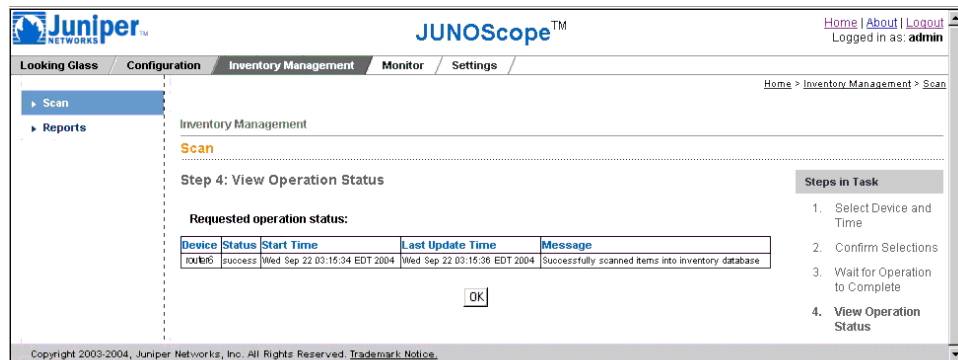 Juniper NETWORKS TM
JUNOScope™
Home | About | Logout
Logged in as: admin
Looking Glass / Configuration / Inventory Management / Monitor / Settings /
Home > Inventory Management > Scan
Scan
Reports
Inventory Management
Scan
Step 4: View Operation Status
Requested operation status:
Device Status Start Time Last Update Time Message
router6 success Wed Sep 22 03:15:34 EDT 2004 Wed Sep 22 03:15:36 EDT 2004 Successfully scanned items into inventory database
OK
Steps in Task
1. Select Device and
Time
2. Confirm Selections
3. Wait for Operation
to Complete
4. View Operation
Status
Copyright 2003-2004, Juniper Networks, Inc. All Rights Reserved. Trademark Notice.